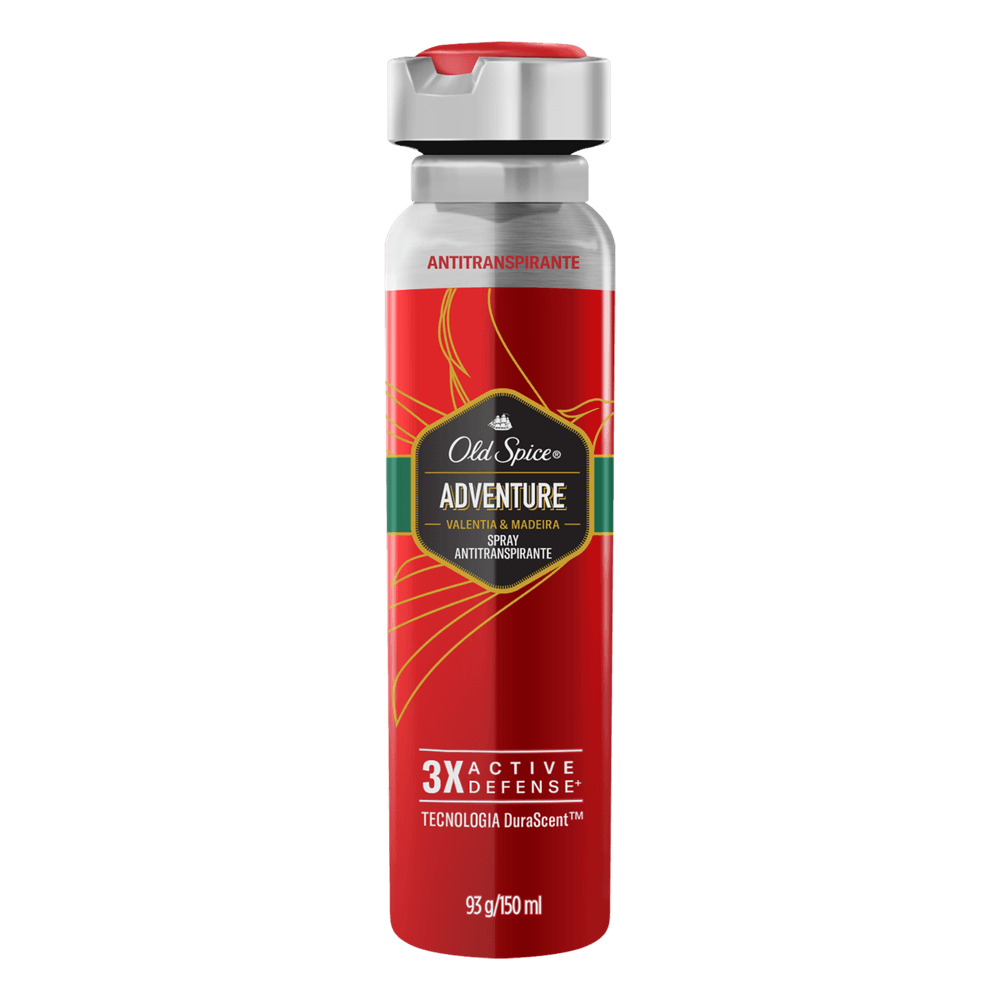 ANTITRANSPIRANTE
Old Spice®
ADVENTURE
VALENTIA & MADEIRA
SPRAY
ANTITRANSPIRANTE
3X ACTIVE
DEFENSE+
TECNOLOGIA DuraScent™
93 g/150 ml